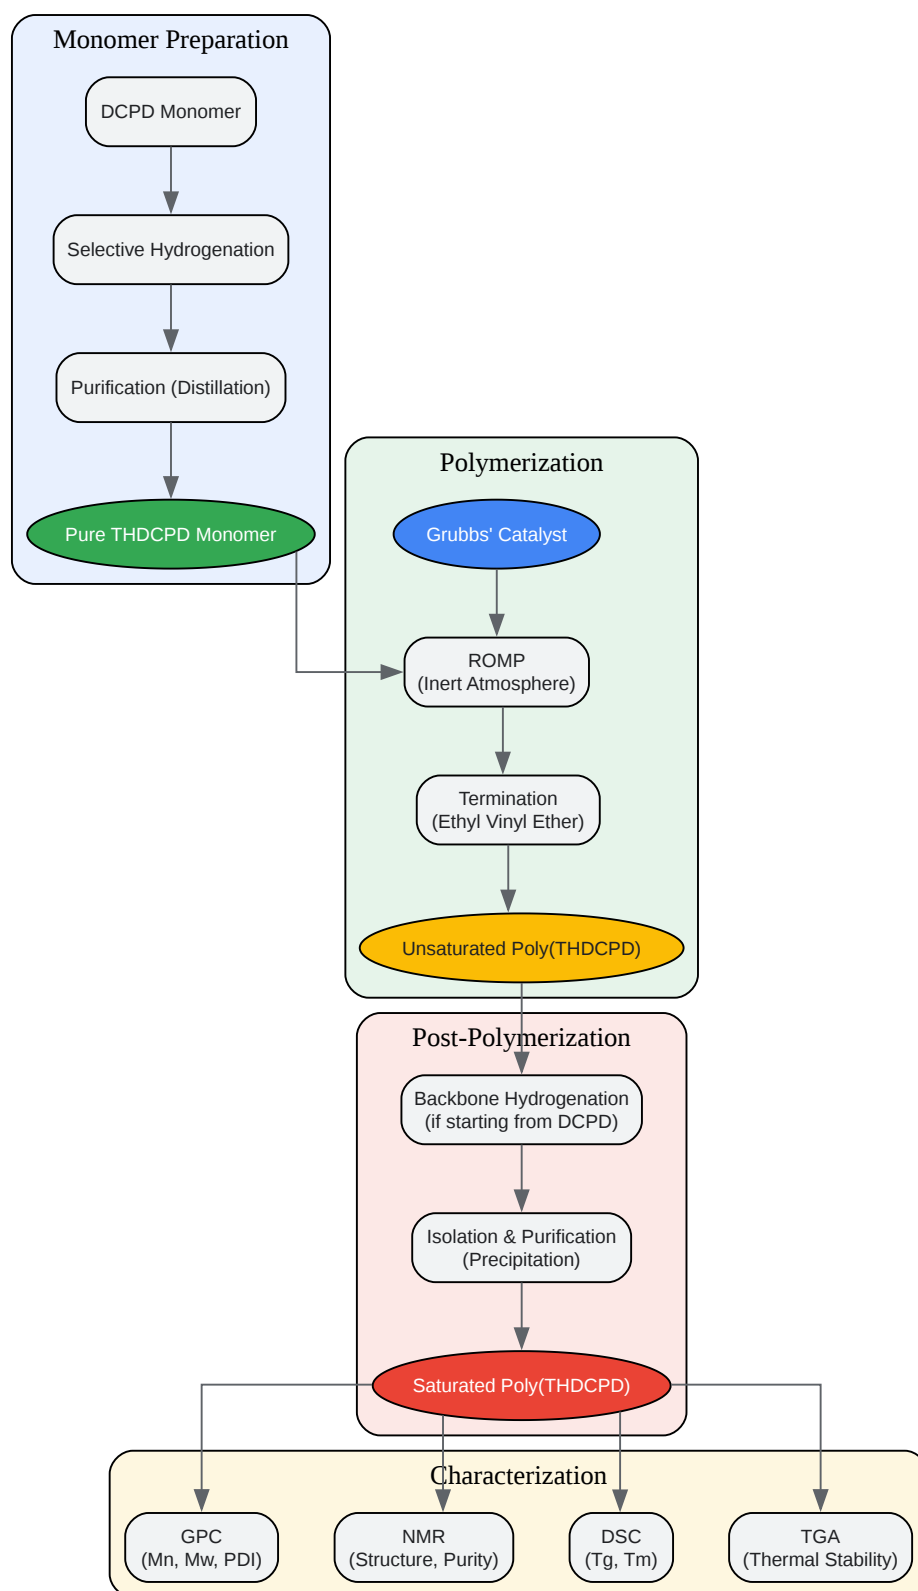 Monomer Preparation
DCPD Monomer
Selective Hydrogenation
Purification (Distillation)
Pure THDCPD Monomer
Polymerization
Grubbs' Catalyst
ROMP
(Inert Atmosphere)
Termination
(Ethyl Vinyl Ether)
Unsaturated Poly(THDCPD)
Post-Polymerization
Backbone Hydrogenation
(if starting from DCPD)
Isolation & Purification
(Precipitation)
Saturated Poly(THDCPD)
Characterization
GPC
(Mn, Mw, PDI)
NMR
(Structure, Purity)
DSC
(Tg, Tm)
TGA
(Thermal Stability)